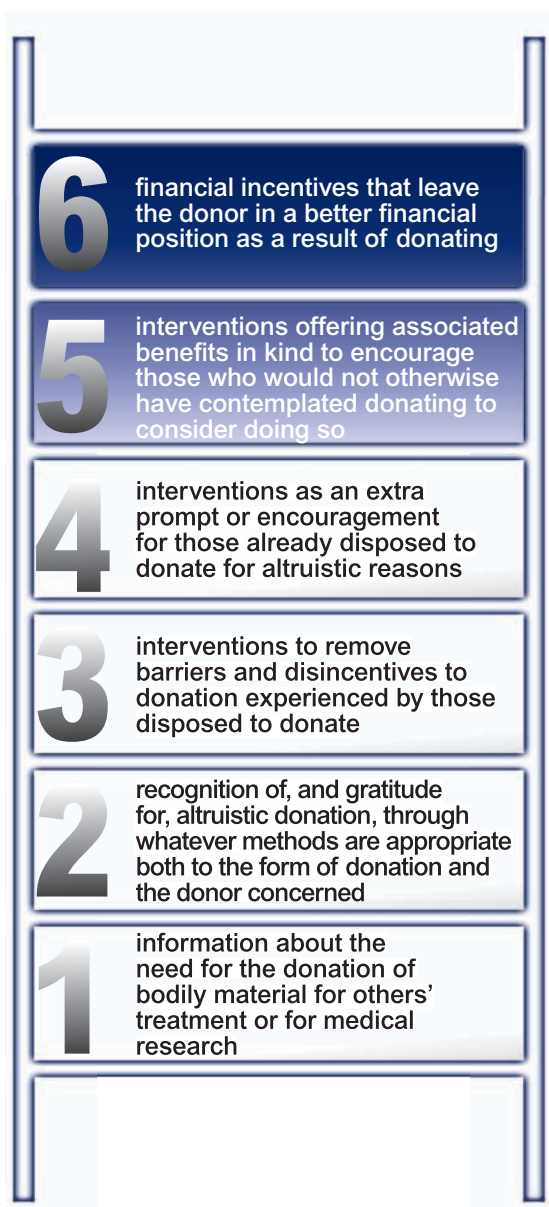 6
financial incentives that leave
the donor in a better financial
position as a result of donating
5
interventions offering associated
benefits in kind to encourage
those who would not otherwise
have contemplated donating to
consider doing so
4
interventions as an extra
prompt or encouragement
for those already disposed to
donate for altruistic reasons
3
interventions to remove
barriers and disincentives to
donation experienced by those
disposed to donate
2
recognition of, and gratitude
for, altruistic donation, through
whatever methods are appropriate
both to the form of donation and
the donor concerned
1
information about the
need for the donation of
bodily material for others’
treatment or for medical
research